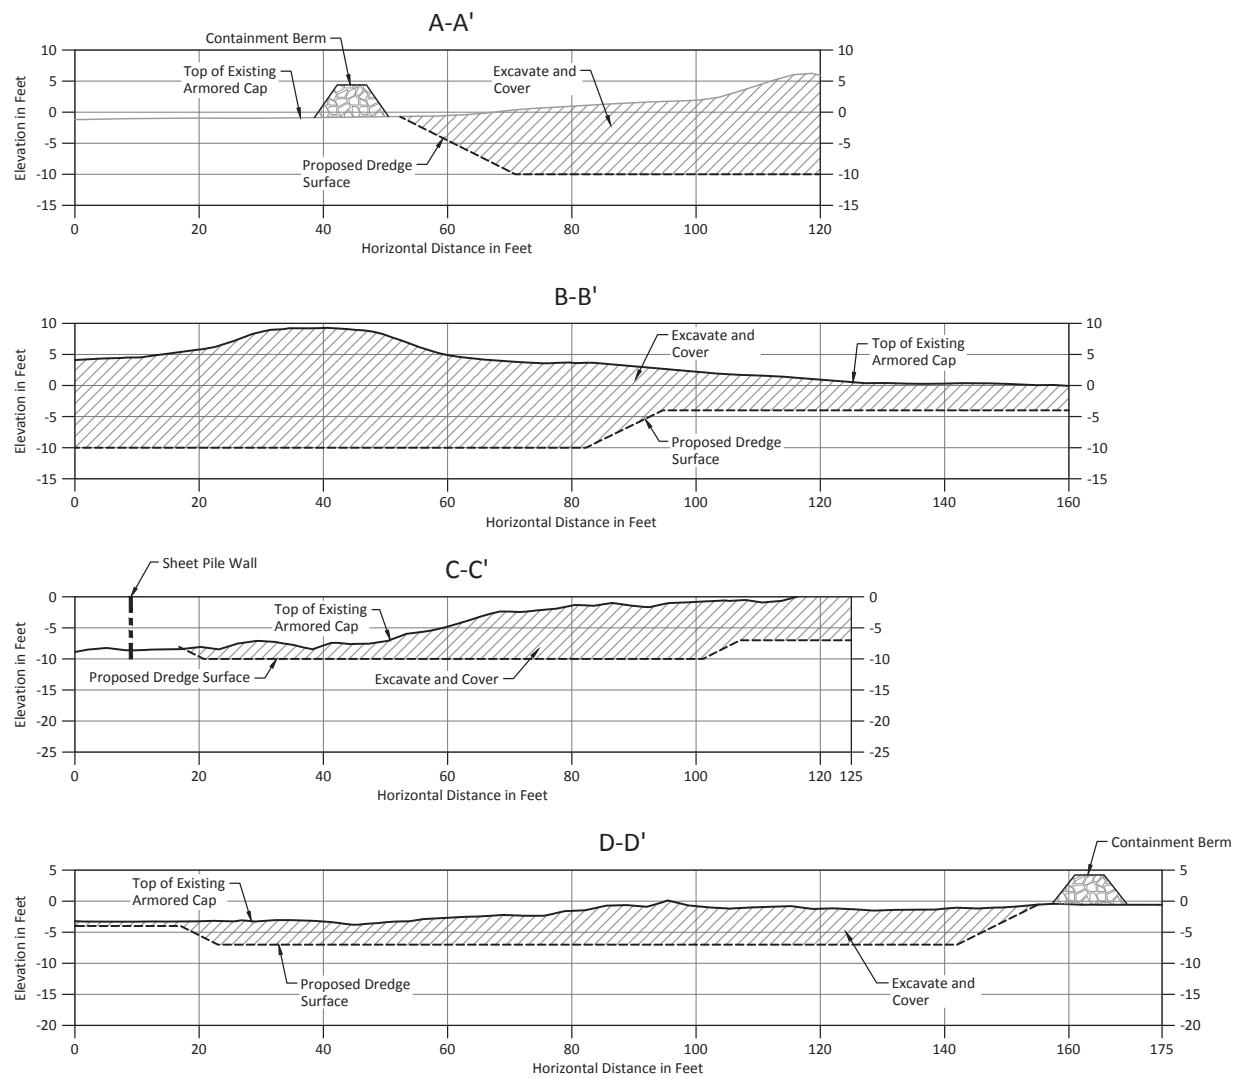 A-A'
Containment Berm
Top of Existing
Armored Cap
Excavate and
Cover
Proposed Dredge
Surface
Elevation in Feet
10
5
0
-5
-10
-15
10
5
0
-5
-10
-15
0 20 40 60 80 100 120
Horizontal Distance in Feet
B-B'
Excavate and
Cover
Top of Existing
Armored Cap
Proposed Dredge
Surface
Elevation in Feet
10
5
0
-5
-10
-15
10
5
0
-5
-10
-15
0 20 40 60 80 100 120 140 160
Horizontal Distance in Feet
Sheet Pile Wall
C-C'
Top of Existing
Armored Cap
Proposed Dredge Surface
Excavate and Cover
Elevation in Feet
0
-5
-10
-15
-20
-25
0
-5
-10
-15
-20
-25
0 20 40 60 80 100 120 125
Horizontal Distance in Feet
D-D'
Containment Berm
Top of Existing
Armored Cap
Proposed Dredge
Surface
Excavate and
Cover
Elevation in Feet
5
0
-5
-10
-15
-20
5
0
-5
-10
-15
-20
0 20 40 60 80 100 120 140 160 175
Horizontal Distance in Feet